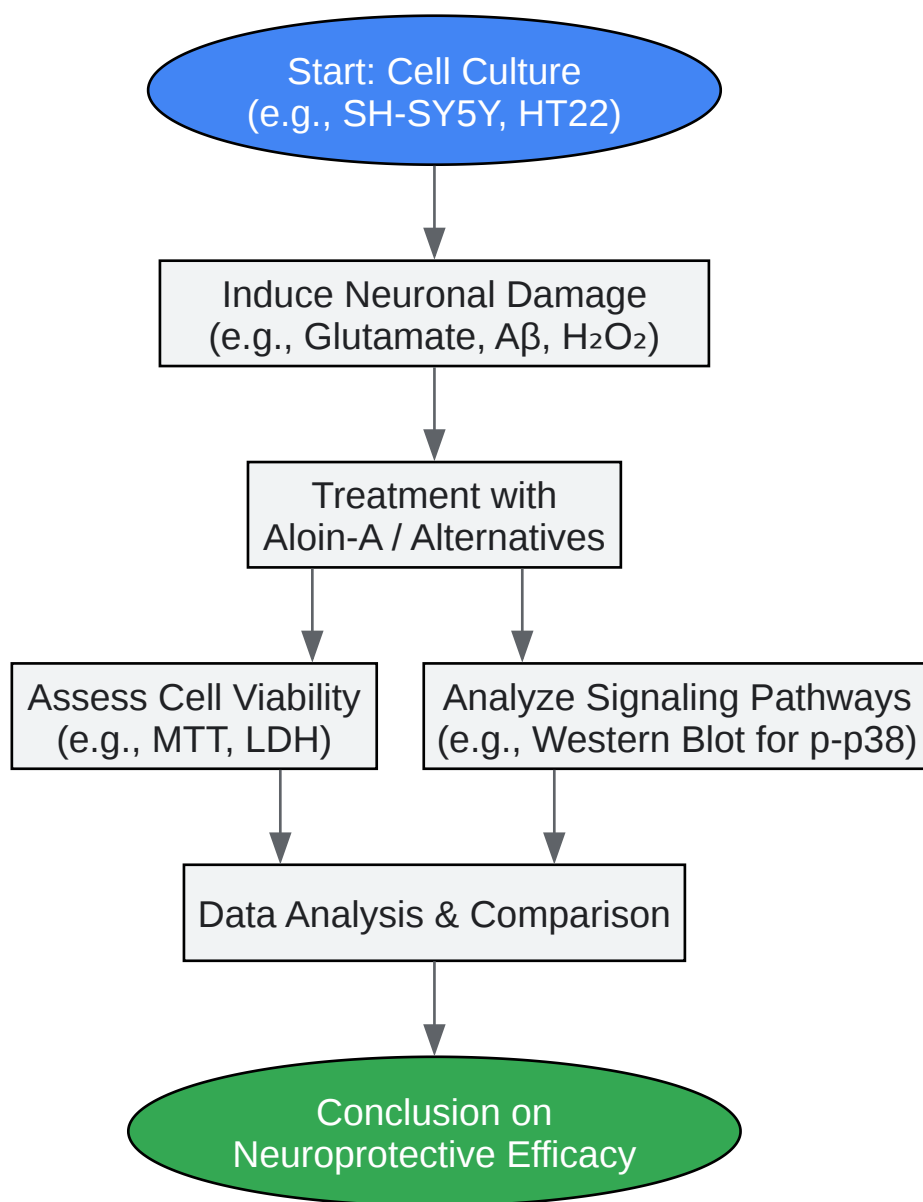 Start: Cell Culture
(e.g., SH-SY5Y, HT22)
Induce Neuronal Damage
(e.g., Glutamate, Aβ, H₂O₂)
Treatment with
Aloin-A / Alternatives
Assess Cell Viability
(e.g., MTT, LDH)
Analyze Signaling Pathways
(e.g., Western Blot for p-p38)
Data Analysis & Comparison
Conclusion on
Neuroprotective Efficacy